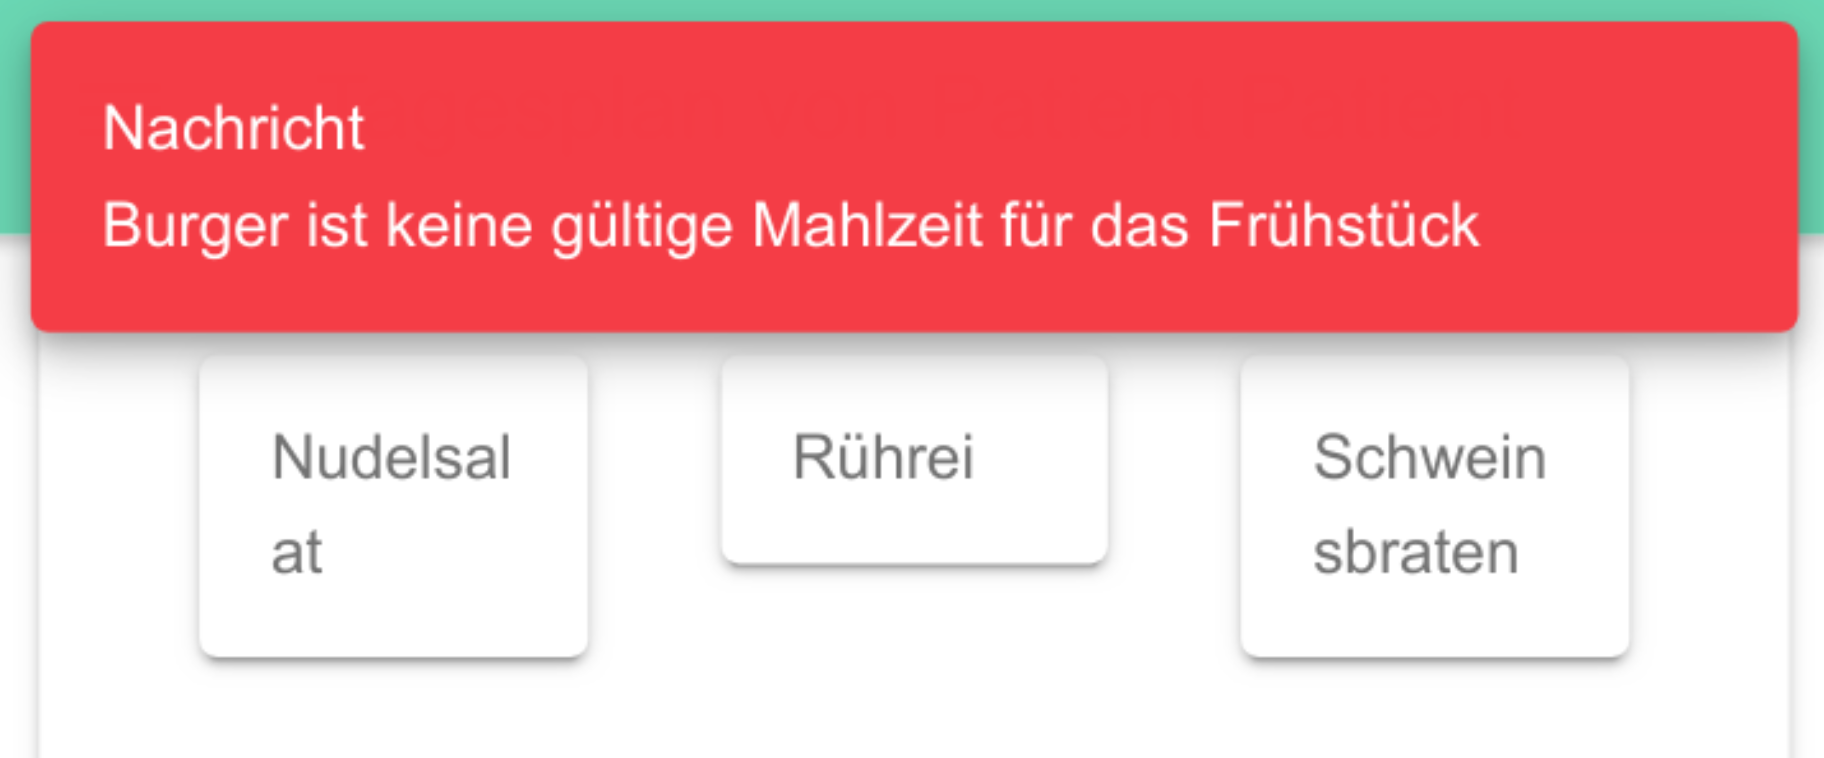 Nachricht
Burger ist keine gültige Mahlzeit für das Frühstück
Nudelsal
at
Rührei
Schwein
sbraten